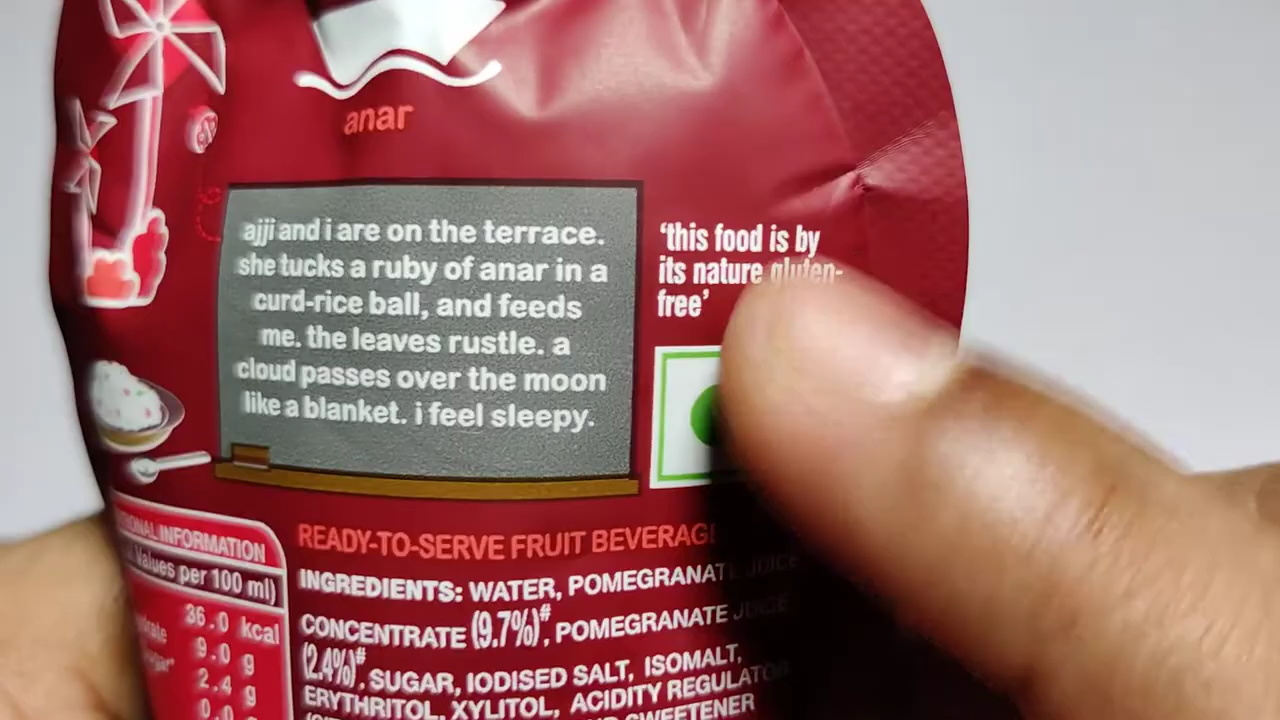 anar
ajji and i are on the terrace.
she tucks a ruby of anar in a
curd-rice ball, and feeds
me. the leaves rustle. a
cloud passes over the moon
like a blanket. i feel sleepy.
'this food is by
its nature gluten-
free'
INFORMATION
Values per 100 ml)
36.0 kcal
9.0 g
2.4 g
READY-TO-SERVE FRUIT BEVERAGE
INGREDIENTS: WATER, POMEGRANATE JUICE
CONCENTRATE (9.7%)#, POMEGRANATE JUICE
(2.4%)#, SUGAR, IODISED SALT, ISOMALT,
ERYTHRITOL, XYLITOL, ACIDITY REGULATOR
SWEETENER